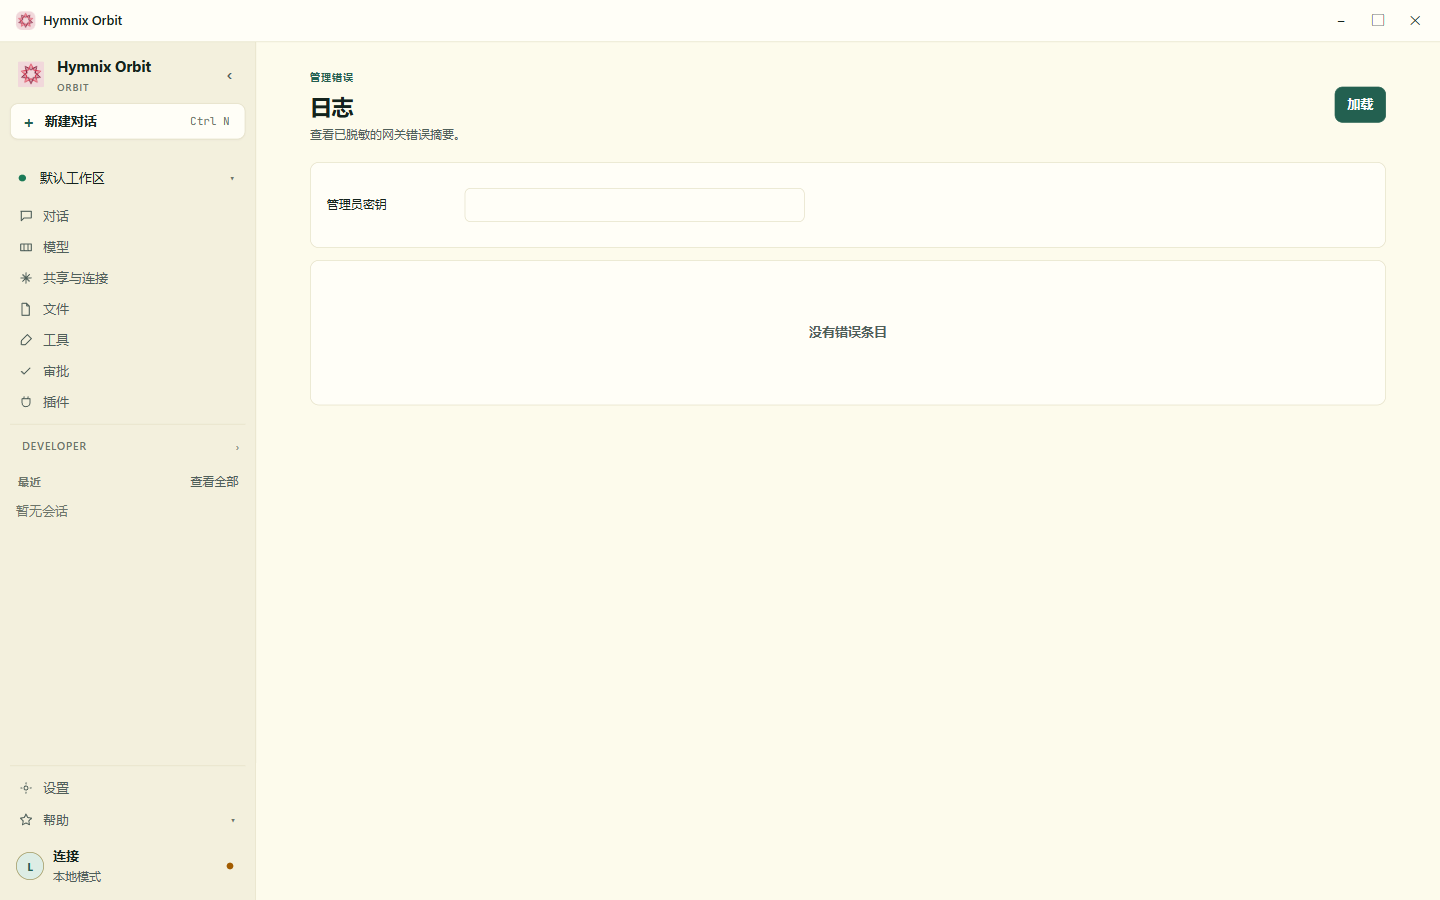 Hymnix Orbit
Hymnix Orbit
ORBIT
新建对话 Ctrl N
默认工作区
对话
模型
共享与连接
文件
工具
审批
插件
DEVELOPER
最近 查看全部
暂无会话
设置
帮助
L
连接
本地模式
管理错误
日志
查看已脱敏的网关错误摘要。
加载
管理员密钥
没有错误条目